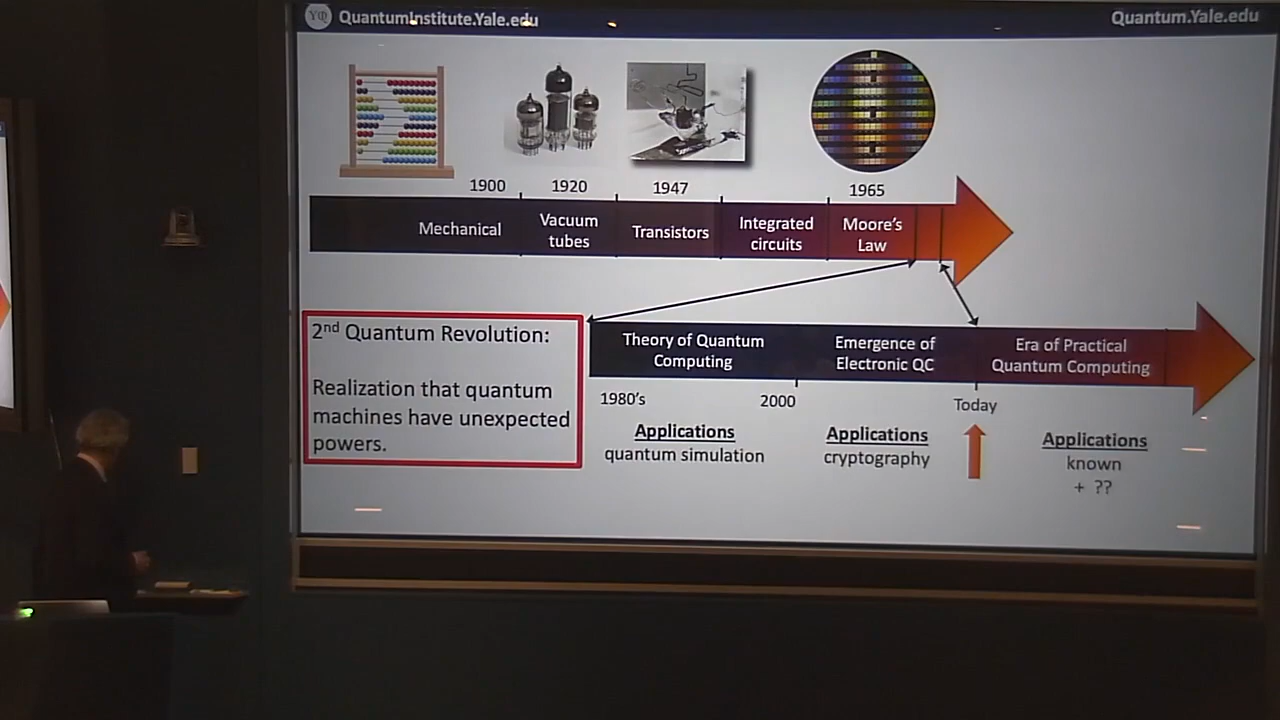 YQ QuantumInstitute.Yale.edu
Quantum.Yale.edu
1900
1920
1947
1965
Mechanical
Vacuum
tubes
Transistors
Integrated
circuits
Moore's
Law
2nd Quantum Revolution:
Realization that quantum
machines have unexpected
powers.
Theory of Quantum
Computing
Emergence of
Electronic QC
Era of Practical
Quantum Computing
1980's
2000
Today
Applications
quantum simulation
Applications
cryptography
Applications
known
+ ??